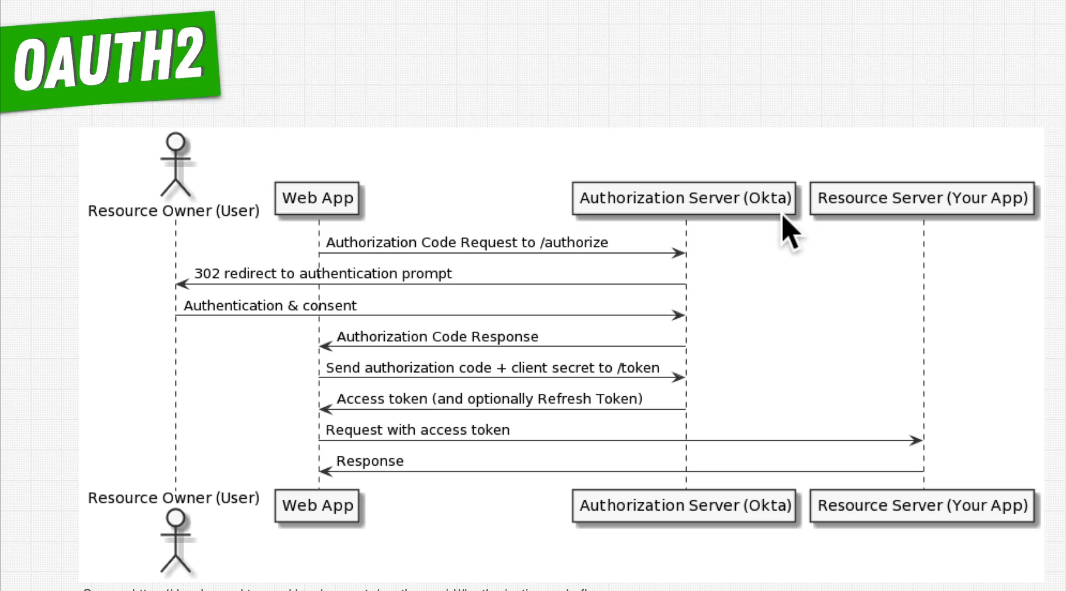 OAUTH2
Resource Owner (User)
Web App
Authorization Server (Okta)
Resource Server (Your App)
Authorization Code Request to /authorize
302 redirect to authentication prompt
Authentication & consent
Authorization Code Response
Send authorization code + client secret to /token
Access token (and optionally Refresh Token)
Request with access token
Response
Resource Owner (User)
Web App
Authorization Server (Okta)
Resource Server (Your App)